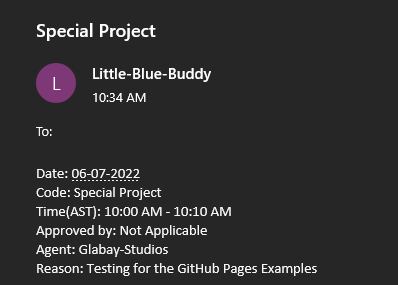 Special Project
L
Little-Blue-Buddy
10:34 AM
To:
Date: 06-07-2022
Code: Special Project
Time(AST): 10:00 AM - 10:10 AM
Approved by: Not Applicable
Agent: Glabay-Studios
Reason: Testing for the GitHub Pages Examples